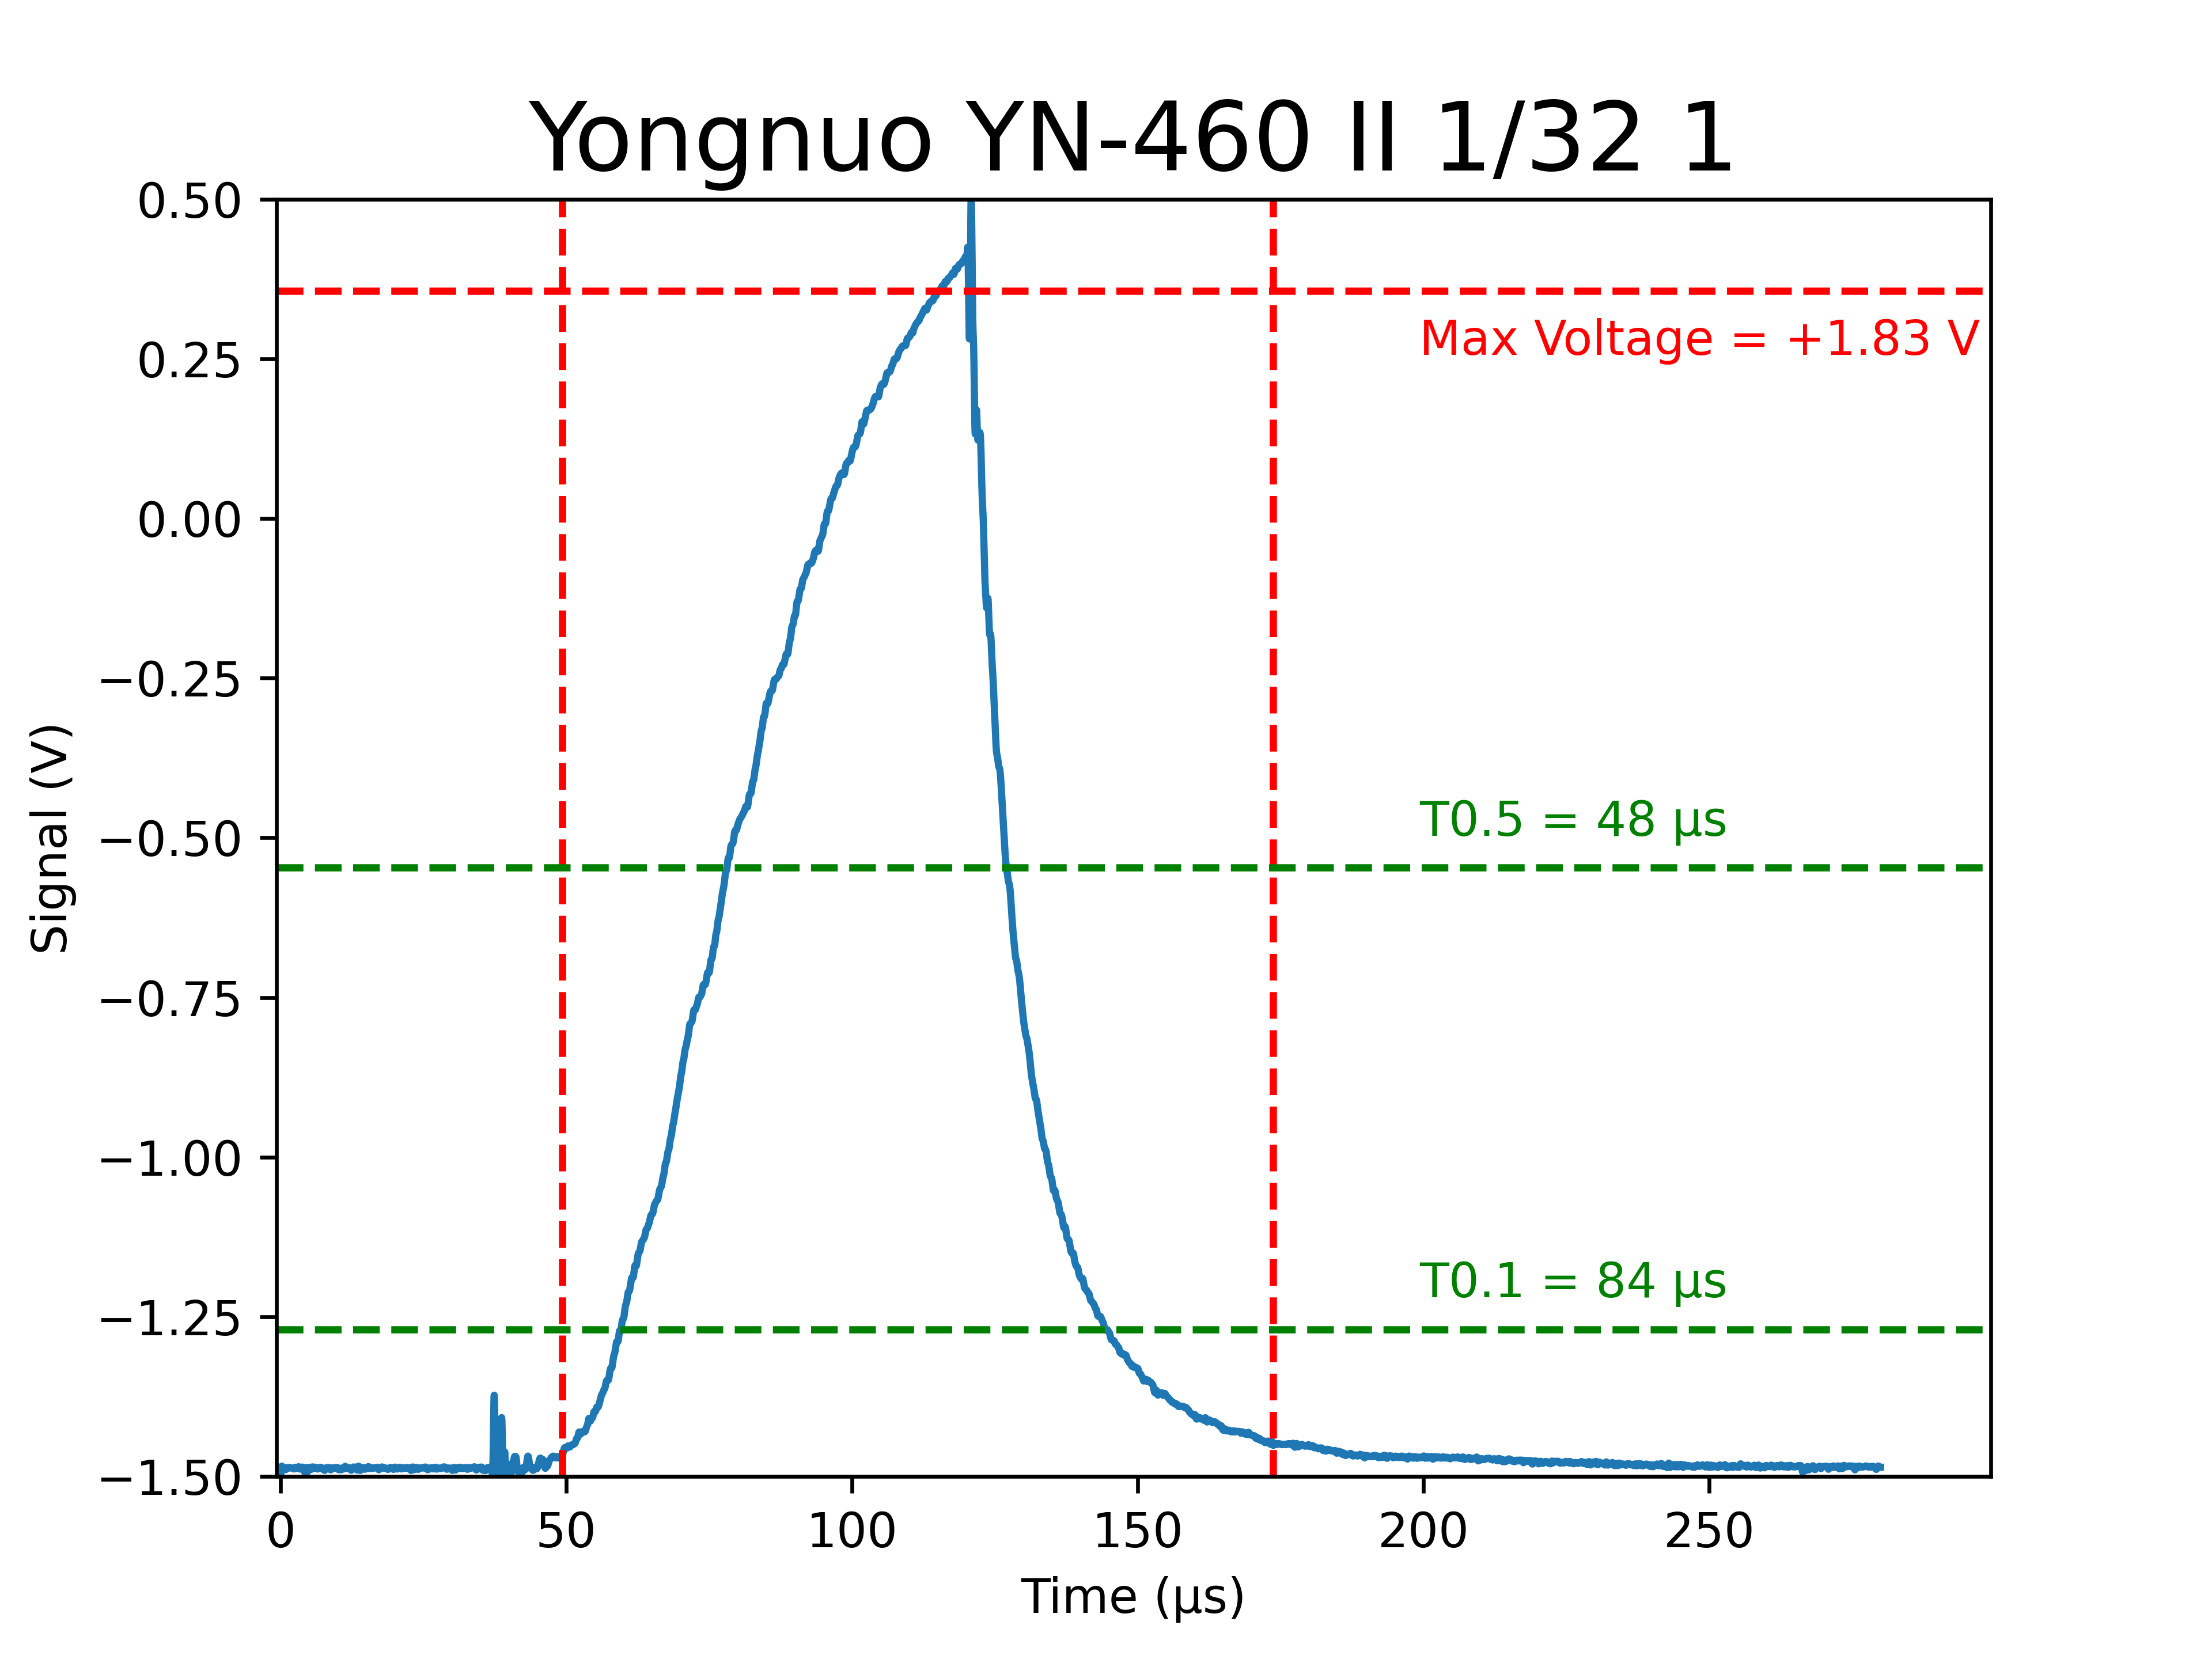 Yongnuo YN-460 II 1/32 1
0.50
0.25
0.00
−0.25
−0.50
−0.75
−1.00
−1.25
−1.50
Signal (V)
Max Voltage = +1.83 V
T0.5 = 48 µs
T0.1 = 84 µs
0 50 100 150 200 250
Time (µs)